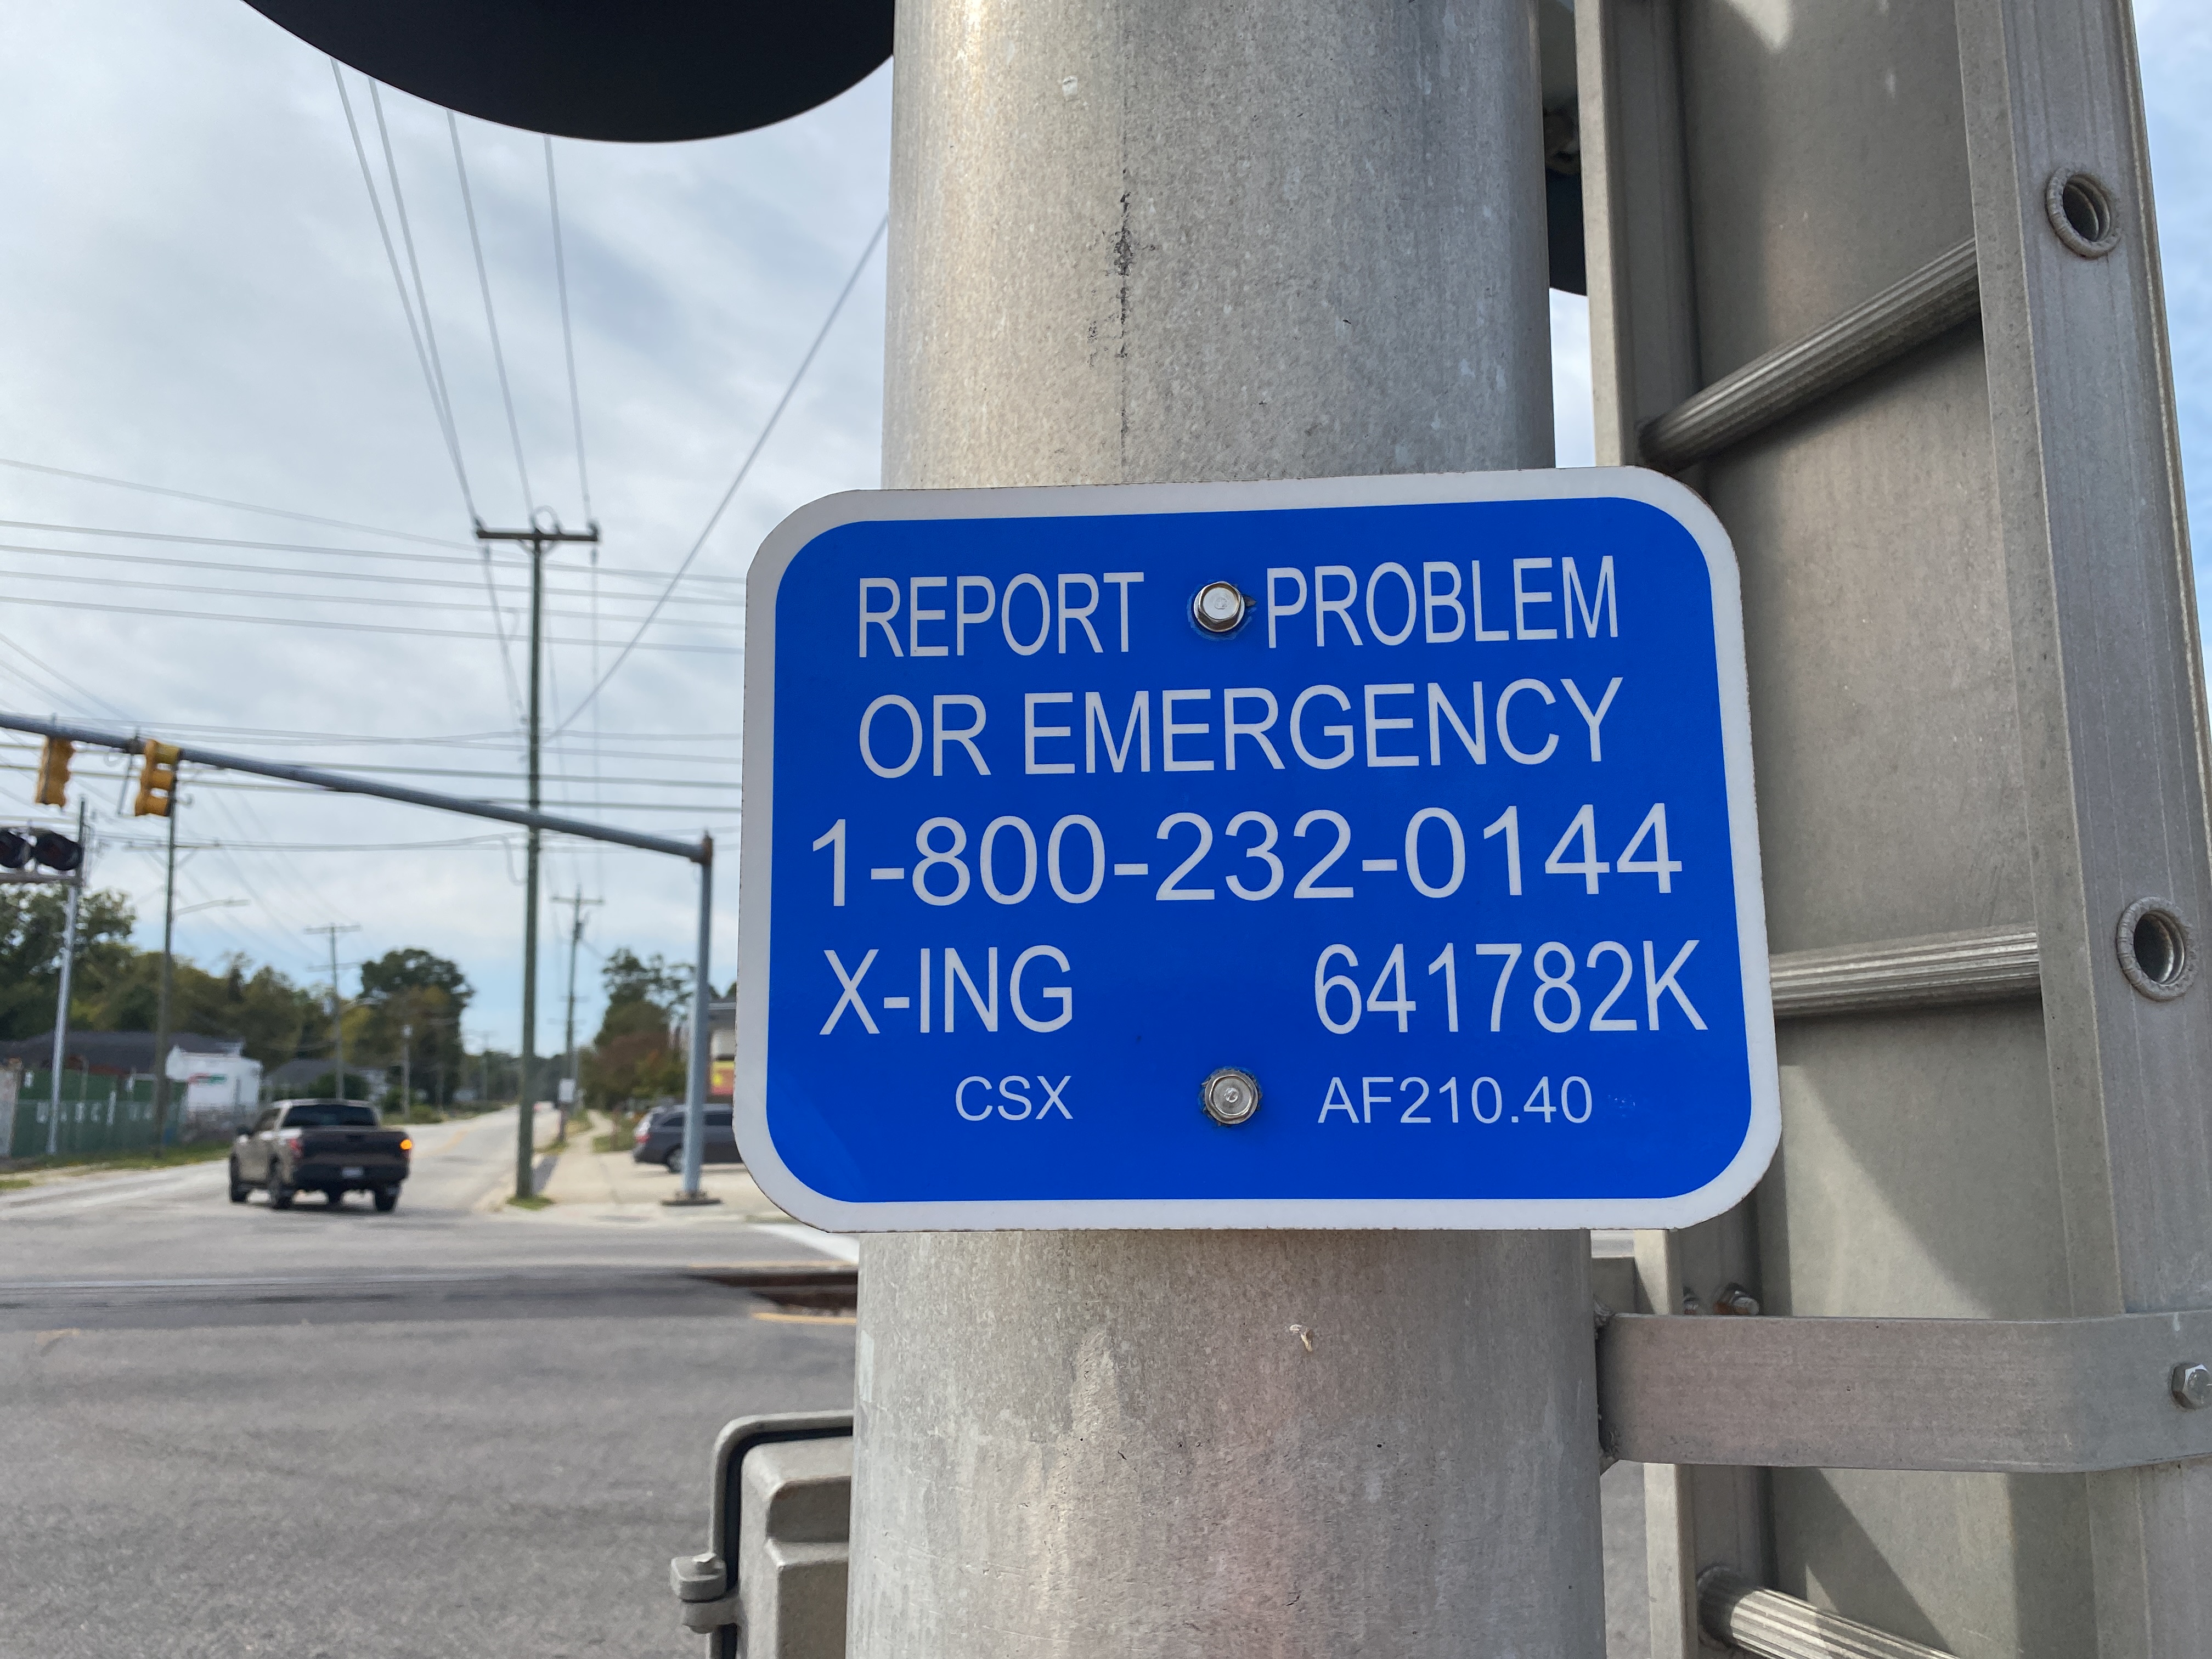 REPORT PROBLEM
OR EMERGENCY
1-800-232-0144
X-ING 641782K
CSX AF210.40